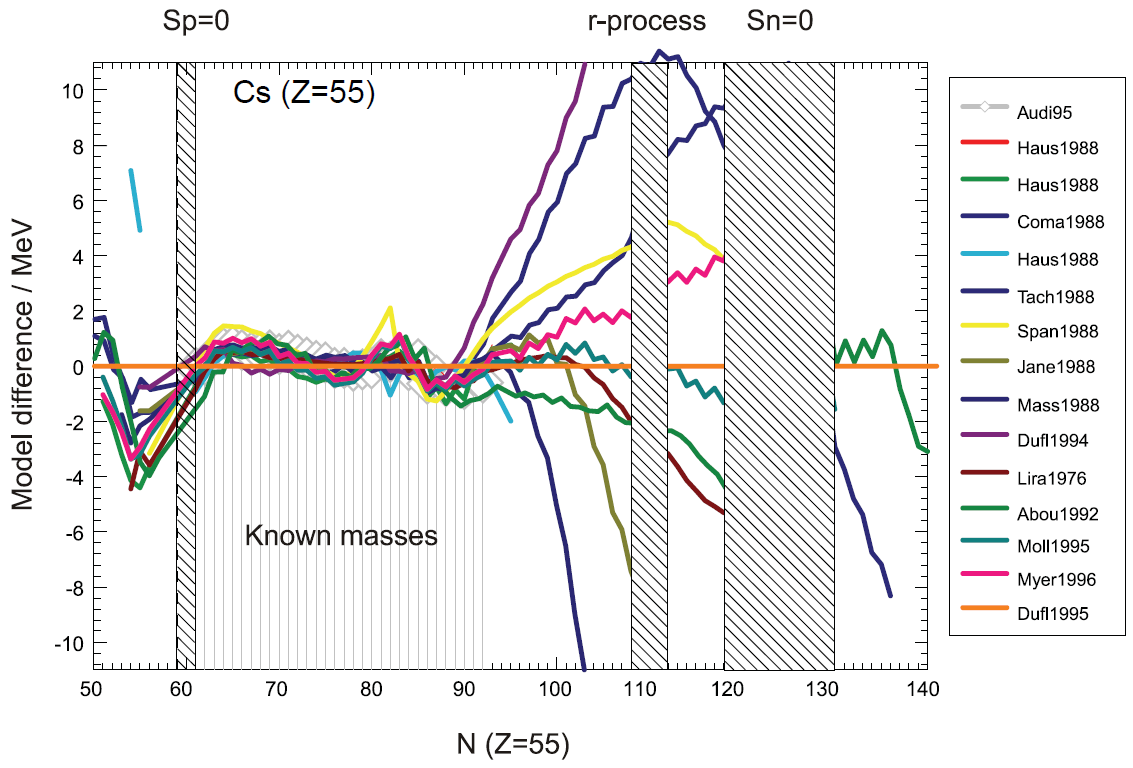 Sp=0
r-process
Sn=0
Cs (Z=55)
Model difference / MeV
10
8
6
4
2
0
-2
-4
-6
-8
-10
Known masses
50
60
70
80
90
100
110
120
130
140
N (Z=55)
Audi95
Haus1988
Haus1988
Coma1988
Haus1988
Tach1988
Span1988
Jane1988
Mass1988
Dufl1994
Lira1976
Abou1992
Moll1995
Myer1996
Dufl1995